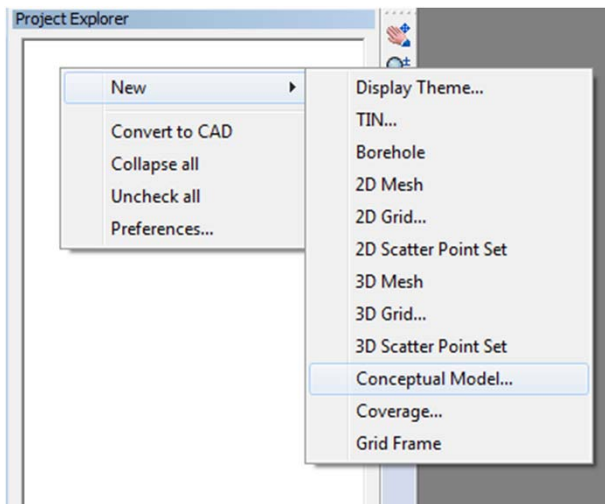 Project Explorer
New
Convert to CAD
Collapse all
Uncheck all
Preferences...
Display Theme...
TIN...
Borehole
2D Mesh
2D Grid...
2D Scatter Point Set
3D Mesh
3D Grid...
3D Scatter Point Set
Conceptual Model...
Coverage...
Grid Frame